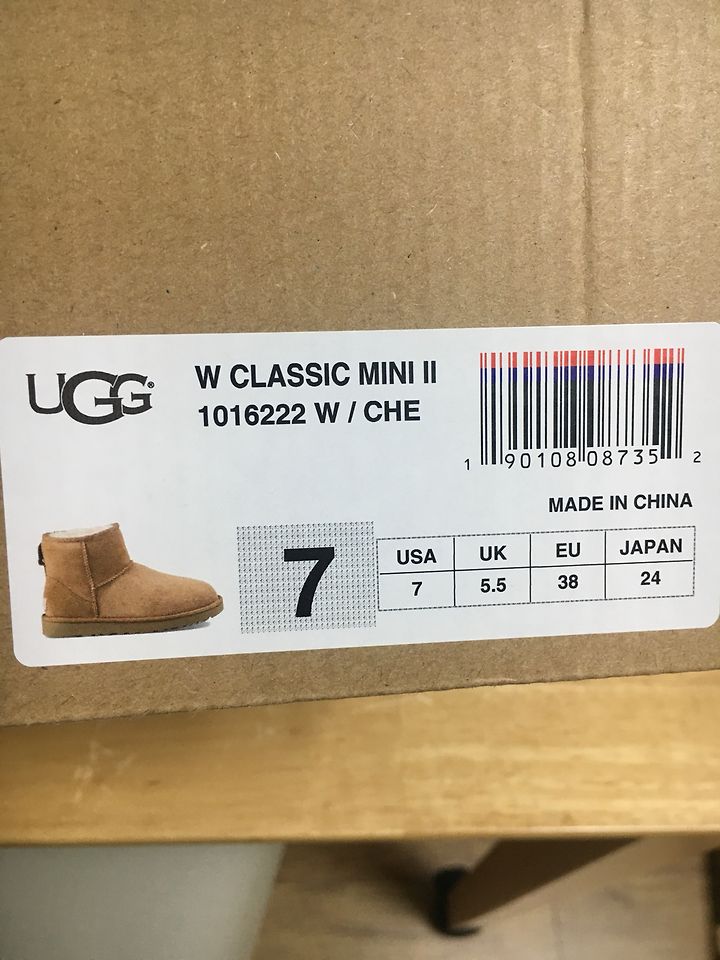 UGG®
W CLASSIC MINI II
1016222 W / CHE
1 90108 08735 2
MADE IN CHINA
7
USA UK EU JAPAN
7 5.5 38 24